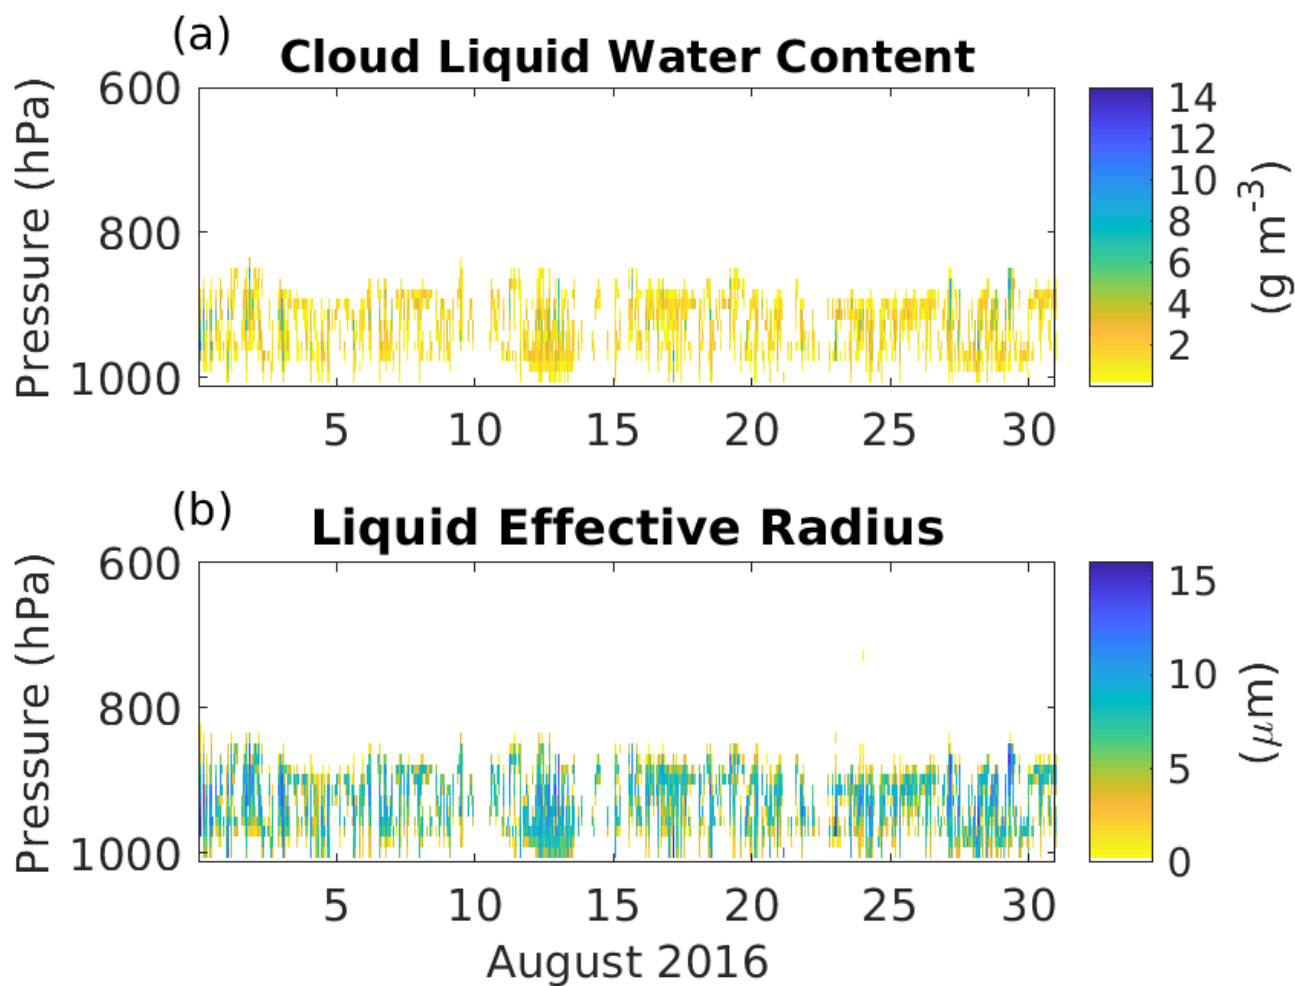 (a)
Cloud Liquid Water Content
Pressure (hPa)
600
800
1000
5 10 15 20 25 30
14
12
10
8
6
4
2
(g m-3)
(b)
Liquid Effective Radius
Pressure (hPa)
600
800
1000
5 10 15 20 25 30
August 2016
15
10
5
0
(μm)